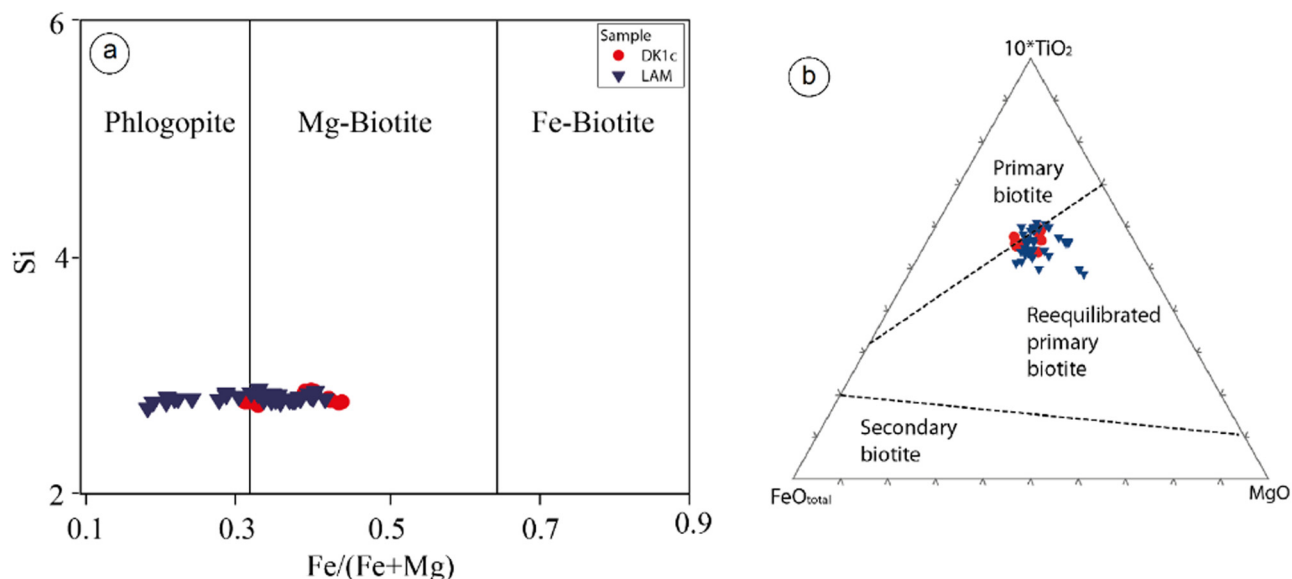 a
6
4
2
Si
Sample
DK1c
LAM
Phlogopite
Mg-Biotite
Fe-Biotite
0.1
0.3
0.5
0.7
0.9
Fe/(Fe+Mg)
b
10*TiO₂
Primary
biotite
Reequilibrated
primary
biotite
Secondary
biotite
FeOtotal
MgO